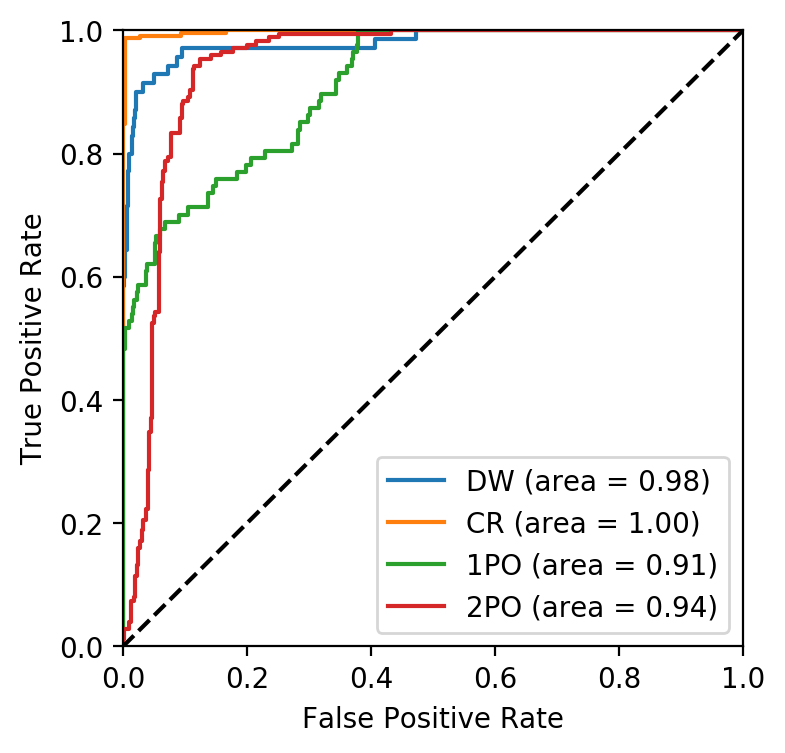 1.0
0.8
0.6
0.4
0.2
0.0
True Positive Rate
DW (area = 0.98)
CR (area = 1.00)
1PO (area = 0.91)
2PO (area = 0.94)
0.0 0.2 0.4 0.6 0.8 1.0
False Positive Rate